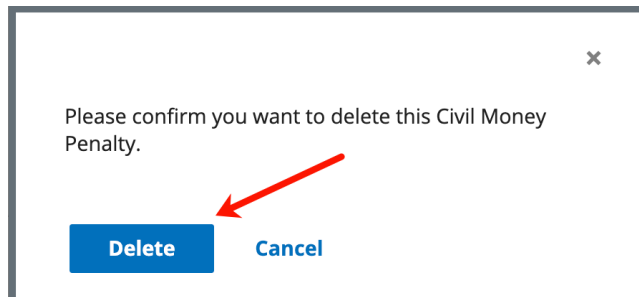 Please confirm you want to delete this Civil Money
Penalty.
Delete
Cancel